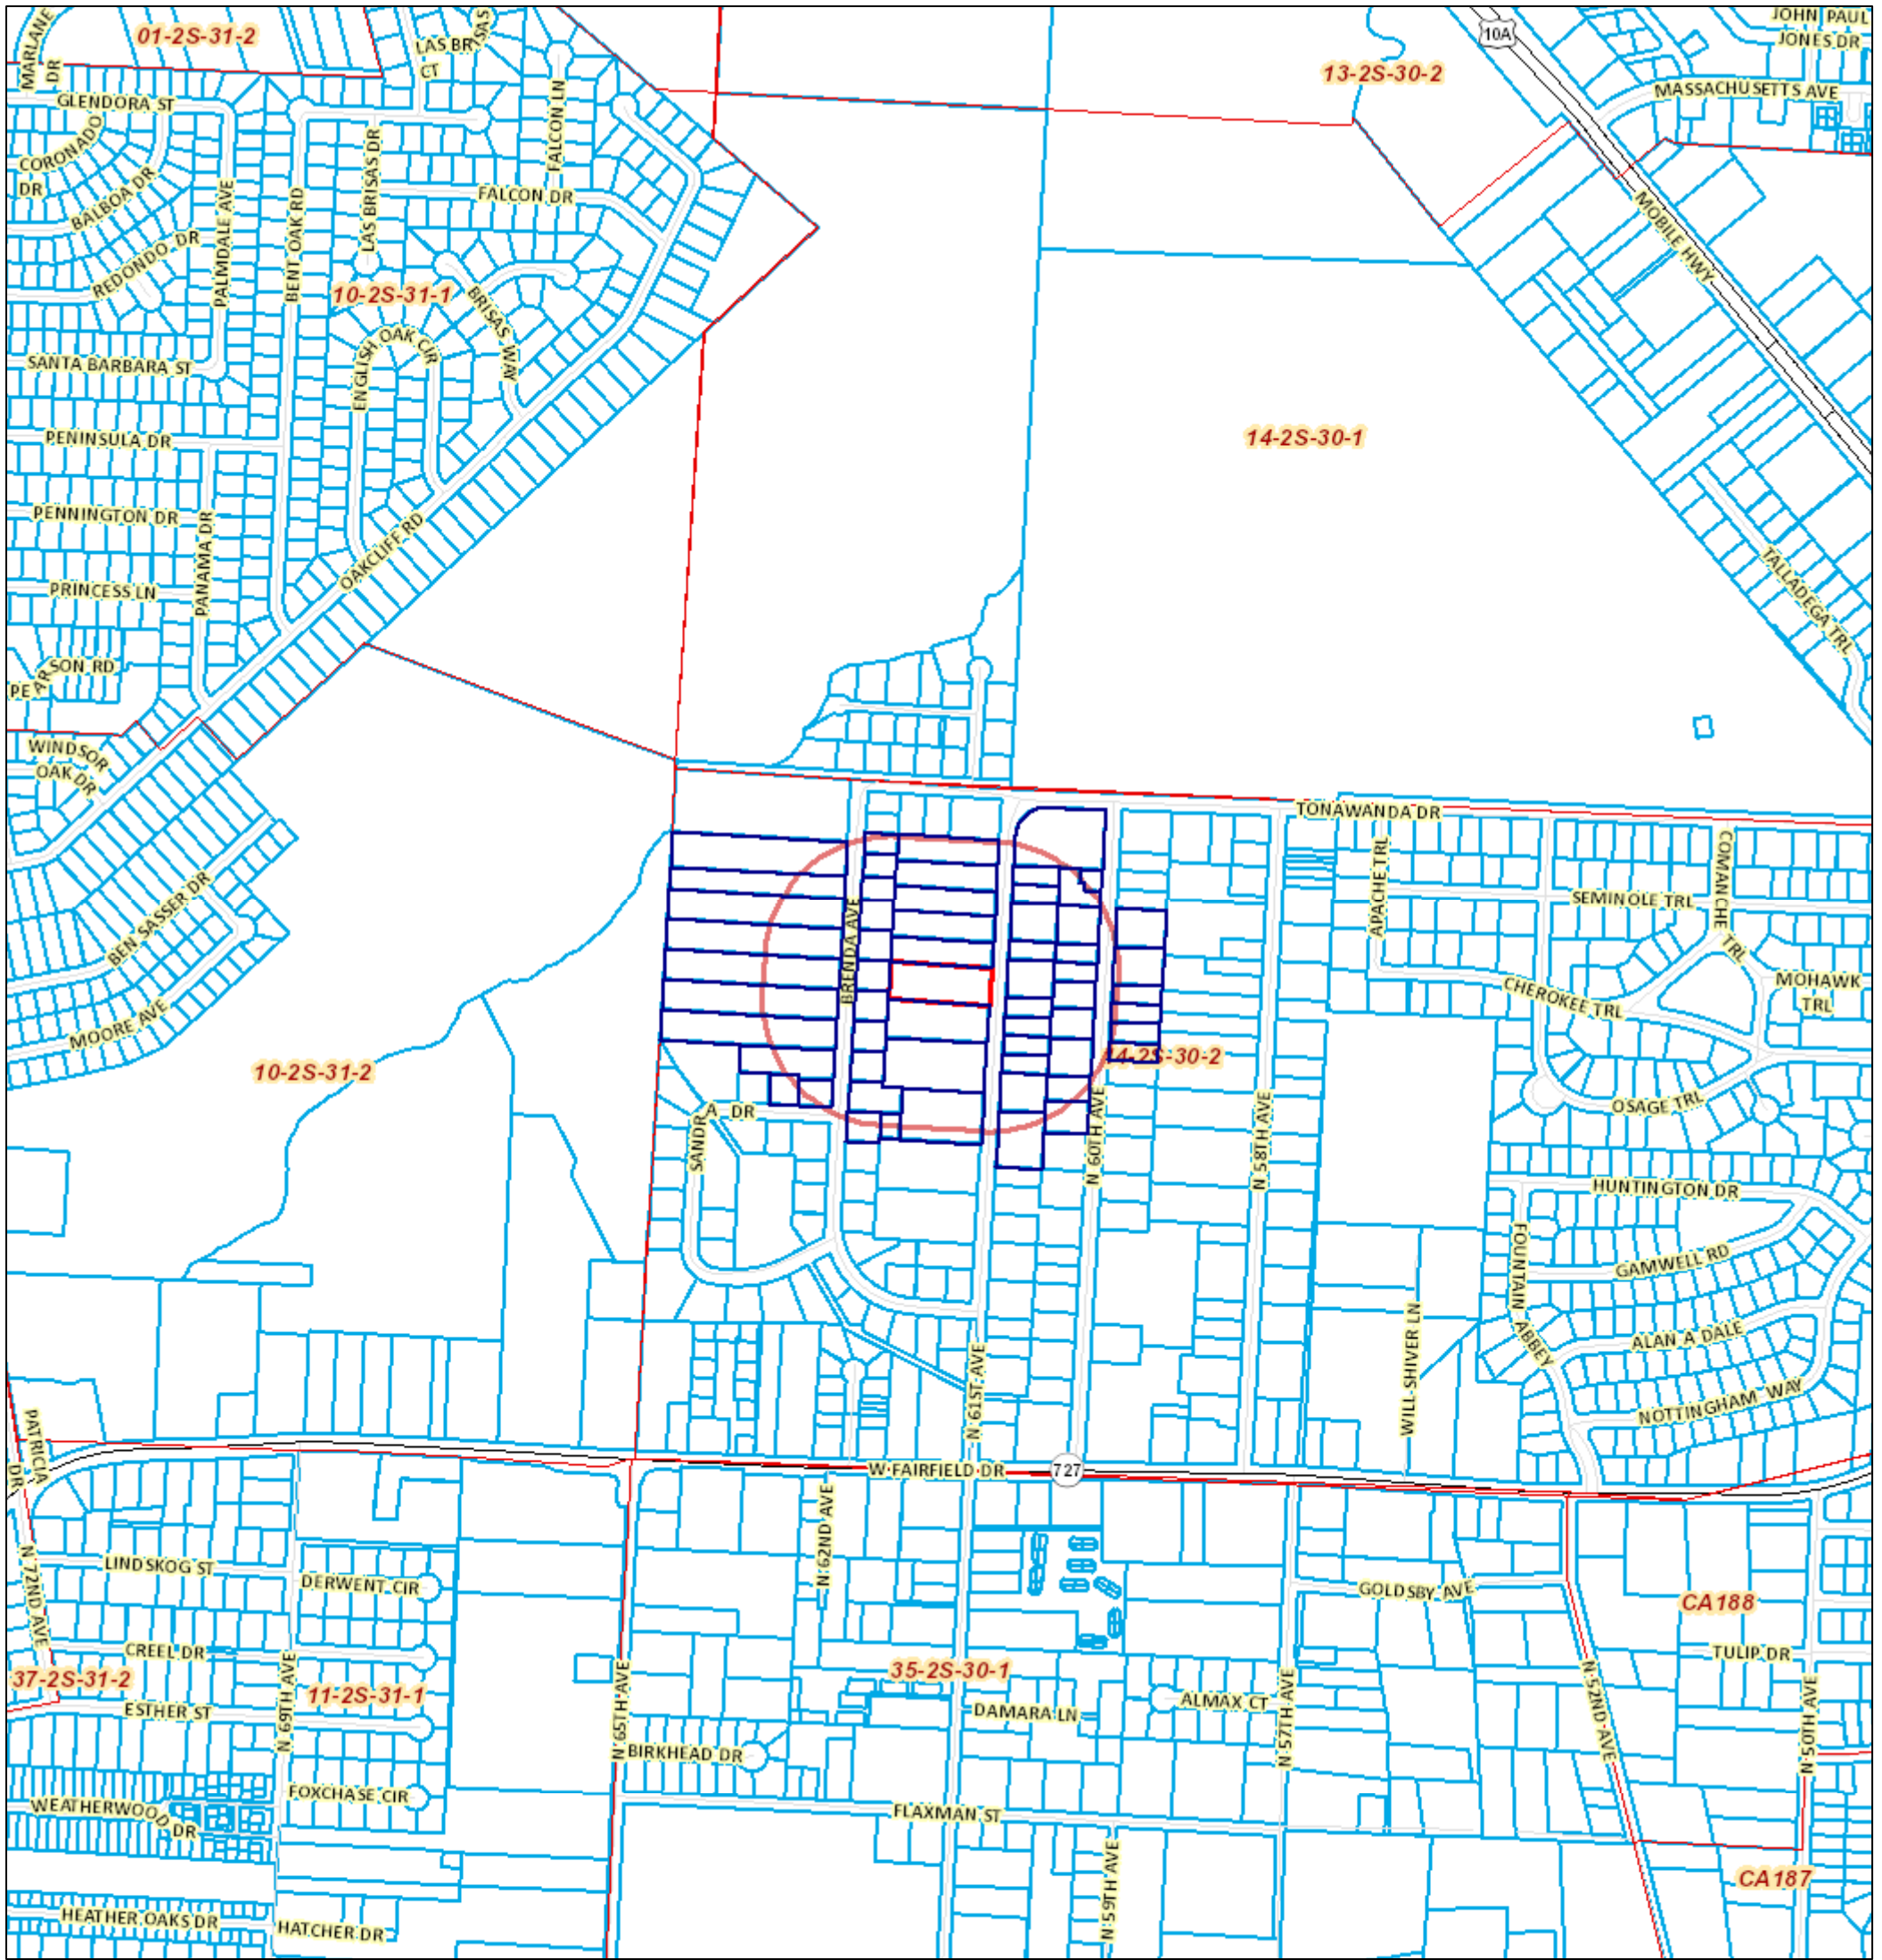 01-2S-31-2
MARLANE
DR
LAS BRISAS
CT
10A
JOHN PAUL
JONES DR
13-2S-30-2
MASSACHUSETTS AVE
GLENDORA ST
CORONADO
DR
BALBOA DR
REDONDO DR
PALMDALE AVE
BENT OAK RD
LAS BRISAS DR
FALCON LN
FALCON DR
MOBILE HWY
10-2S-31-1
BRISAS WAY
ENGLISH OAK CIR
SANTA BARBARA ST
PENINSULA DR
14-2S-30-1
PENNINGTON DR
PANAMA DR
OAKCLIFF RD
PRINCESS LN
TALLADEGA TRL
PEARSON RD
WINDSOR
OAK DR
TONAWANDA DR
APACHE TRL
COMANCHE TRL
SEMINOLE TRL
BEN SASSER DR
BRENDA AVE
MOHAWK
TRL
CHEROKEE TRL
MOORE AVE
10-2S-31-2
14-2S-30-2
OSAGE TRL
SANDRA DR
N 60TH AVE
N 58TH AVE
HUNTINGTON DR
FOUNTAIN ABBEY
GAMWELL RD
WILL SHIVER LN
ALAN A DALE
N 61ST AVE
NOTTINGHAM WAY
PATRICIA
DR
W FAIRFIELD DR
727
N 62ND AVE
N 72ND AVE
LINDSKOG ST
DERWENT CIR
GOLDSBY AVE
CA188
CREEL DR
TULIP DR
37-2S-31-2
N 69TH AVE
11-2S-31-1
N 65TH AVE
35-2S-30-1
N 57TH AVE
N 52ND AVE
N 50TH AVE
ESTHER ST
DAMARA LN
ALMAX CT
BIRKHEAD DR
FOXCHASE CIR
WEATHERWOOD
DR
FLAXMAN ST
N 59TH AVE
CA187
HEATHER OAKS DR
HATCHER DR